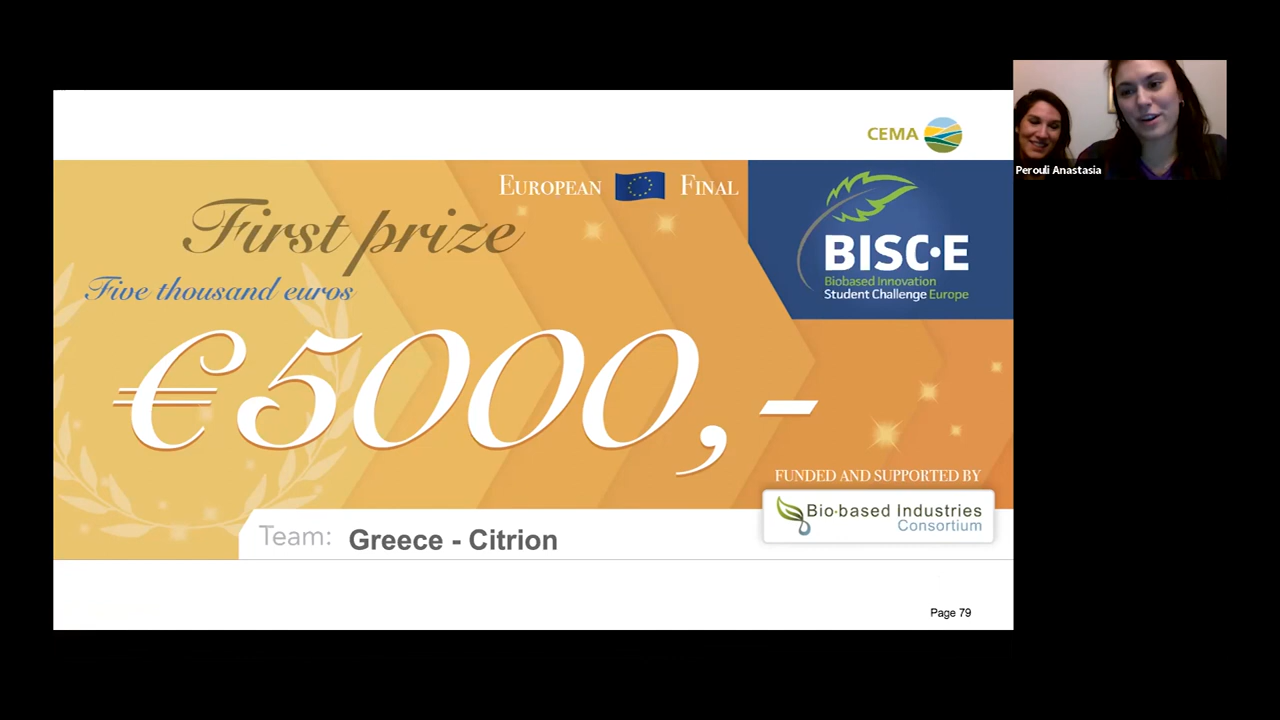 CEMA
European Final
First prize
Five thousand euros
€5000,-
BISC·E
Biobased Innovation
Student Challenge Europe
FUNDED AND SUPPORTED BY
Bio-based Industries
Consortium
Team: Greece - Citrion
Page 79
Perouli Anastasia